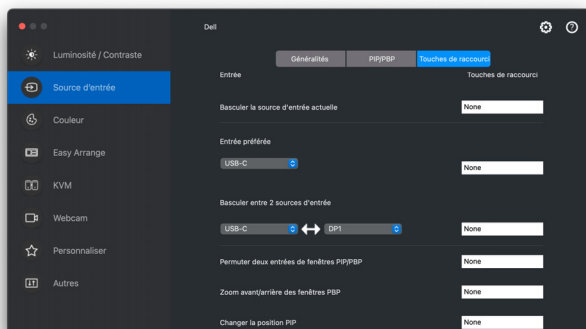 Dell
Luminosité / Contraste
Source d'entrée
Couleur
Easy Arrange
KVM
Webcam
Personnaliser
Autres
Généralités PIP/PBP Touches de raccourci
Entrée Touches de raccourci
Basculer la source d'entrée actuelle None
Entrée préférée
USB-C None
Basculer entre 2 sources d'entrée
USB-C DP1 None
Permuter deux entrées de fenêtres PIP/PBP None
Zoom avant/arrière des fenêtres PBP None
Changer la position PIP None